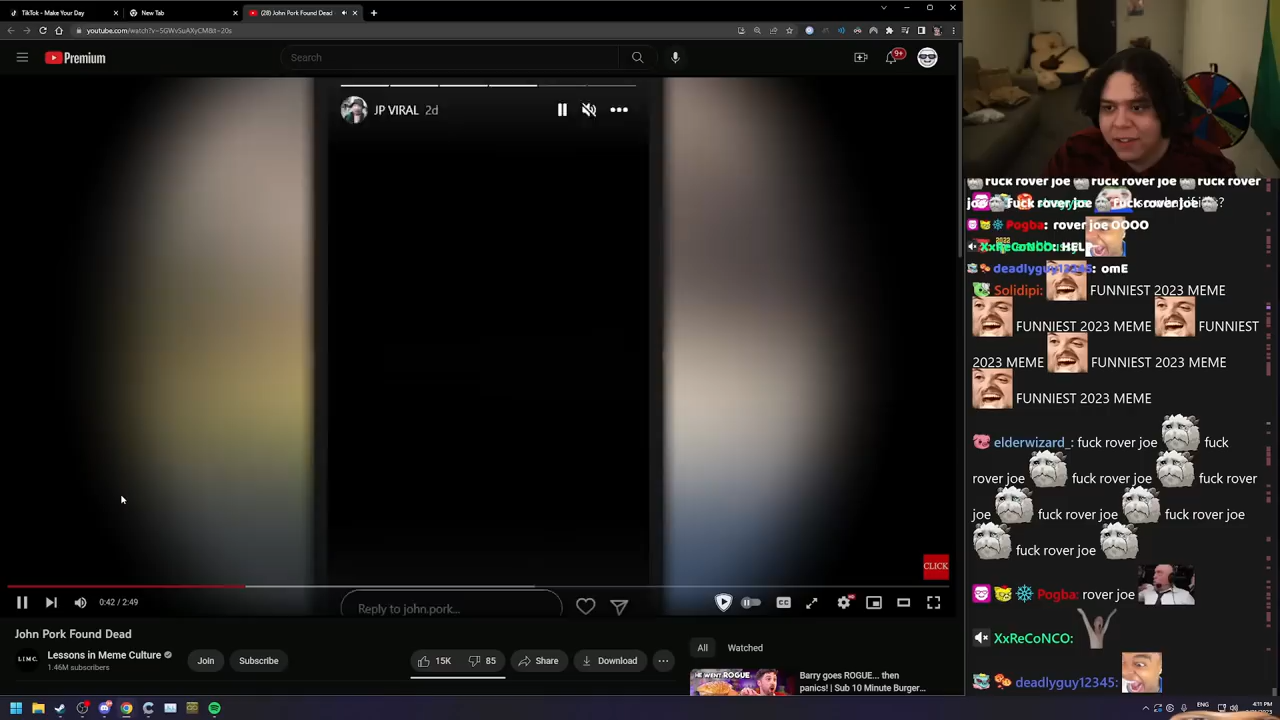 TikTok - Make Your Day
New Tab
(28) John Pork Found Dead
youtube.com/watch?v=5GWvSuAXyCM&t=20s
Premium
Search
9+
JP VIRAL 2d
Reply to john.pork...
CLICK
0:42 / 2:49
John Pork Found Dead
L.I.M.C.
Lessons in Meme Culture
1.46M subscribers
Join
Subscribe
15K
85
Share
Download
All
Watched
HE WENT ROGUE
Barry goes ROGUE... then
panics! | Sub 10 Minute Burger...
fuck rover joe fuck rover joe fuck rover
joe fuck rover joe fuck rover joe
Pogba: rover joe OOOO
XxReCoNCO: HELP
deadlyguy12345: omE
Solidipi: FUNNIEST 2023 MEME
FUNNIEST 2023 MEME FUNNIEST
2023 MEME FUNNIEST 2023 MEME
FUNNIEST 2023 MEME
elderwizard_: fuck rover joe fuck
rover joe fuck rover joe fuck rover
joe fuck rover joe fuck rover joe
fuck rover joe
Pogba: rover joe
XxReCoNCO:
deadlyguy12345:
ENG
4:11 PM